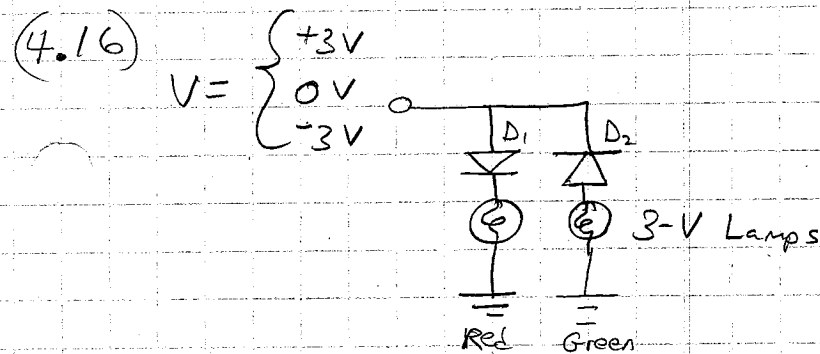 (4.16)
V= { +3V
0V
-3V
D1 D2
3-V Lamps
Red Green